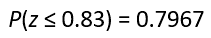 P(z ≤ 0.83) = 0.7967